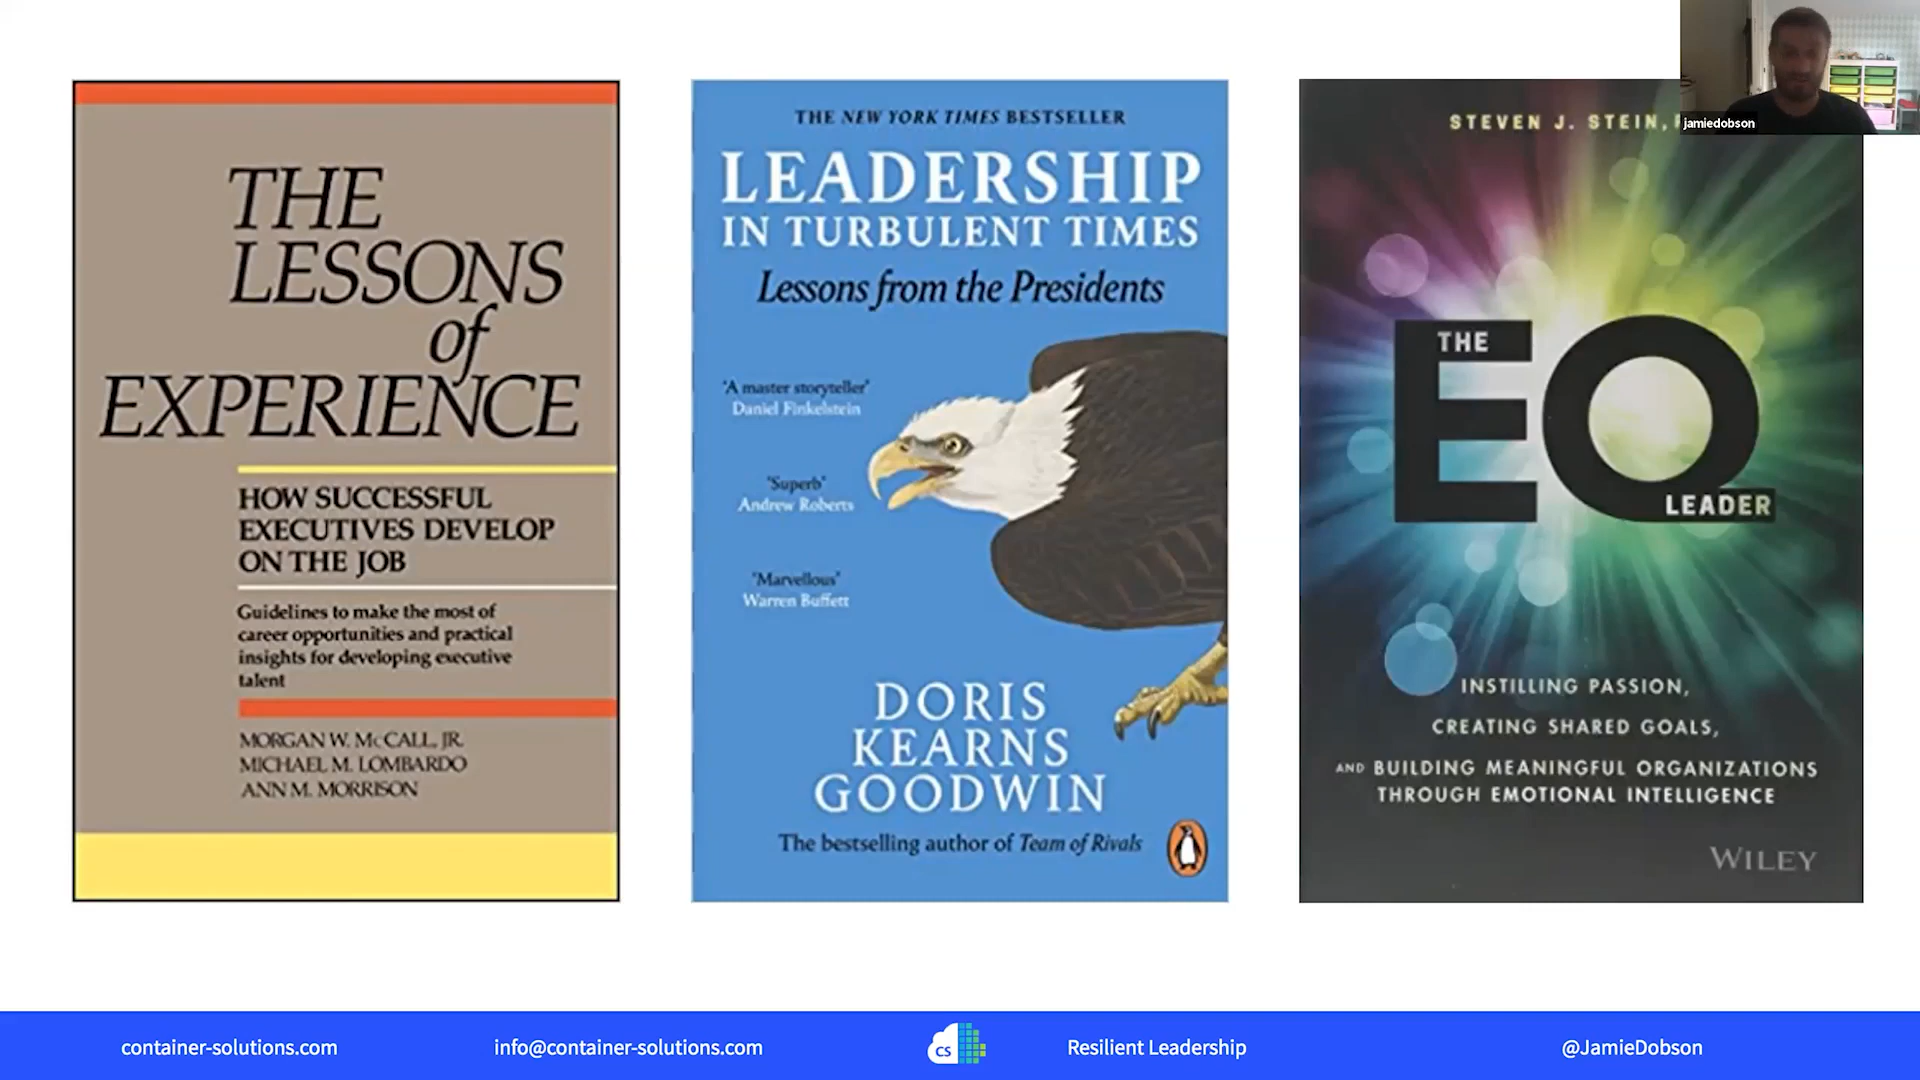 THE
LESSONS
of
EXPERIENCE
HOW SUCCESSFUL
EXECUTIVES DEVELOP
ON THE JOB
Guidelines to make the most of
career opportunities and practical
insights for developing executive
talent
MORGAN W. McCALL, JR.
MICHAEL M. LOMBARDO
ANN M. MORRISON
THE NEW YORK TIMES BESTSELLER
LEADERSHIP
IN TURBULENT TIMES
Lessons from the Presidents
'A master storyteller'
Daniel Finkelstein
'Superb'
Andrew Roberts
'Marvellous'
Warren Buffett
DORIS
KEARNS
GOODWIN
The bestselling author of Team of Rivals
STEVEN J. STEIN,
THE
EQ
LEADER
INSTILLING PASSION,
CREATING SHARED GOALS,
AND BUILDING MEANINGFUL ORGANIZATIONS
THROUGH EMOTIONAL INTELLIGENCE
WILEY
jamiedobson
container-solutions.com
info@container-solutions.com
CS
Resilient Leadership
@JamieDobson